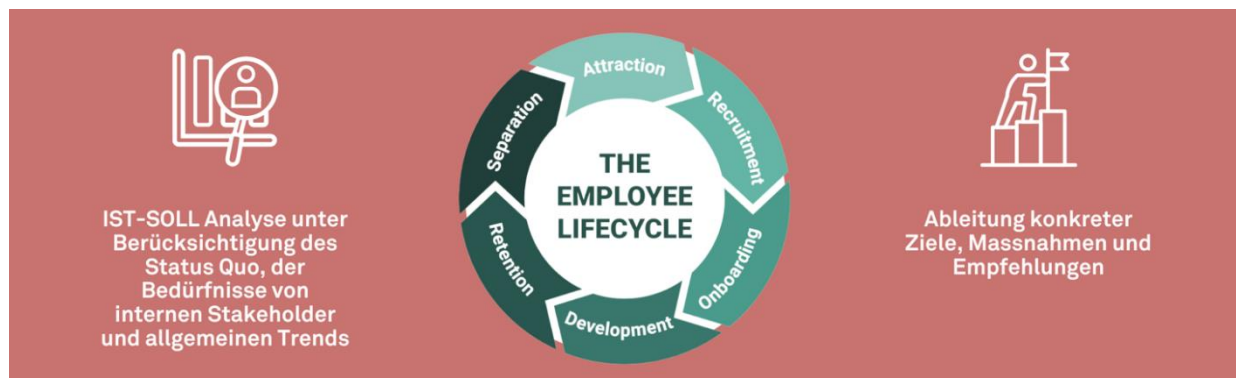 IST-SOLL Analyse unter
Berücksichtigung des
Status Quo, der
Bedürfnisse von
internen Stakeholder
und allgemeinen Trends
THE
EMPLOYEE
LIFECYCLE
Attraction
Recruitment
Onboarding
Development
Retention
Separation
Ableitung konkreter
Ziele, Massnahmen und
Empfehlungen